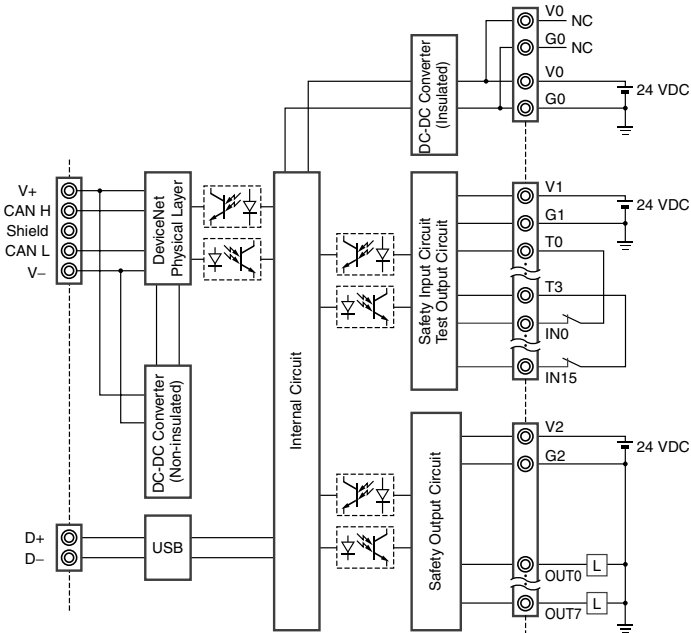 V0 NC
G0 NC
V0
G0
24 VDC
DC-DC Converter
(Insulated)
V+
CAN H
Shield
CAN L
V–
DeviceNet
Physical Layer
DC-DC Converter
(Non-insulated)
D+
D–
USB
Internal Circuit
Safety Input Circuit
Test Output Circuit
V1
G1
T0
T3
IN0
IN15
24 VDC
Safety Output Circuit
V2
G2
OUT0
L
OUT7
L
24 VDC